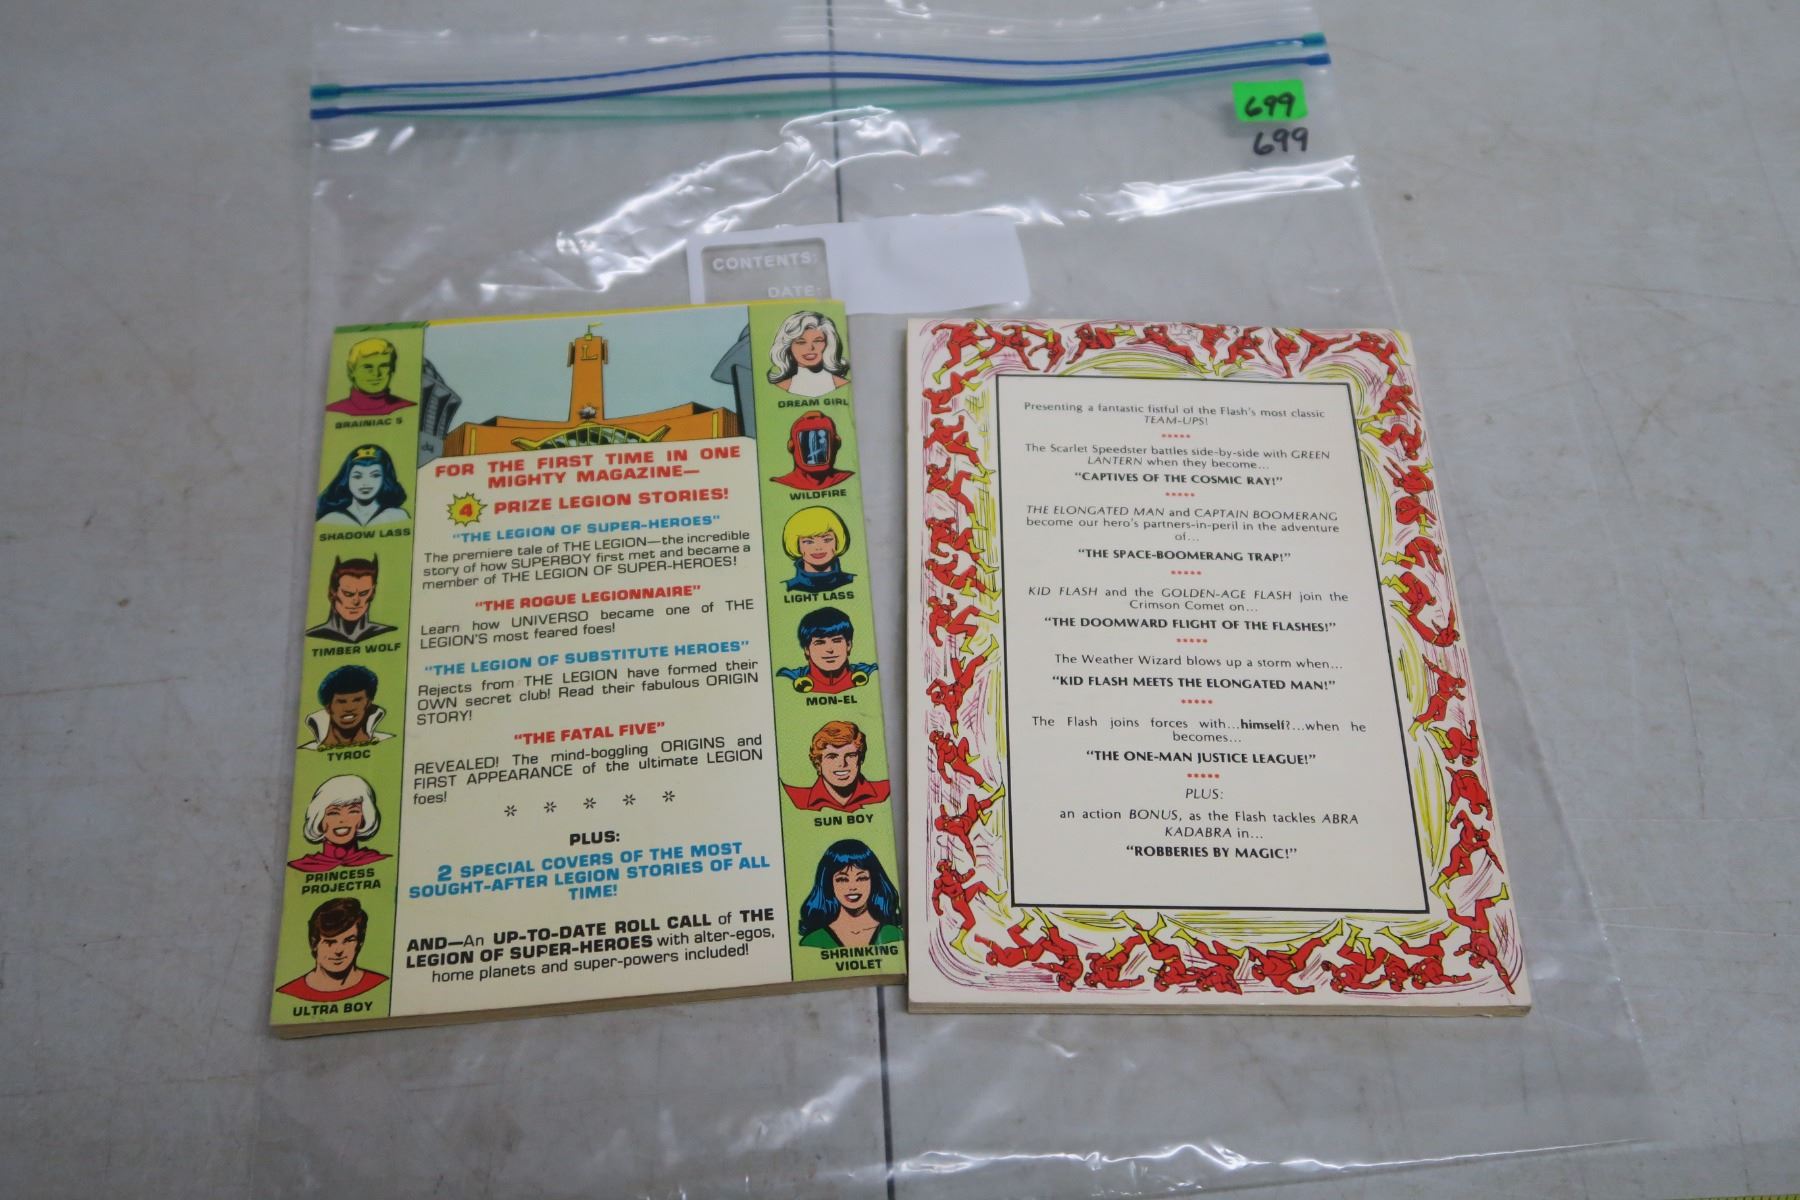 699
699
CONTENTS:
DATE:
L
BRAINIAC 5
SHADOW LASS
TIMBER WOLF
TYROC
PRINCESS
PROJECTRA
ULTRA BOY
FOR THE FIRST TIME IN ONE
MIGHTY MAGAZINE—
4 PRIZE LEGION STORIES!
"THE LEGION OF SUPER-HEROES"
The premiere tale of THE LEGION—the incredible
story of how SUPERBOY first met and became a
member of THE LEGION OF SUPER-HEROES!
"THE ROGUE LEGIONNAIRE"
Learn how UNIVERSO became one of THE
LEGION'S most feared foes!
"THE LEGION OF SUBSTITUTE HEROES"
Rejects from THE LEGION have formed their
OWN secret club! Read their fabulous ORIGIN
STORY!
"THE FATAL FIVE"
REVEALED! The mind-boggling ORIGINS and
FIRST APPEARANCE of the ultimate LEGION
foes!
* * * * *
PLUS:
2 SPECIAL COVERS OF THE MOST
SOUGHT-AFTER LEGION STORIES OF ALL
TIME!
AND—An UP-TO-DATE ROLL CALL of THE
LEGION OF SUPER-HEROES with alter-egos,
home planets and super-powers included!
DREAM GIRL
WILDFIRE
LIGHT LASS
MON-EL
SUN BOY
SHRINKING
VIOLET
Presenting a fantastic fistful of the Flash's most classic
TEAM-UPS!
*****
The Scarlet Speedster battles side-by-side with GREEN
LANTERN when they become...
"CAPTIVES OF THE COSMIC RAY!"
*****
THE ELONGATED MAN and CAPTAIN BOOMERANG
become our hero's partners-in-peril in the adventure
of...
"THE SPACE-BOOMERANG TRAP!"
*****
KID FLASH and the GOLDEN-AGE FLASH join the
Crimson Comet on...
"THE DOOMWARD FLIGHT OF THE FLASHES!"
*****
The Weather Wizard blows up a storm when...
"KID FLASH MEETS THE ELONGATED MAN!"
*****
The Flash joins forces with...himself?...when he
becomes...
"THE ONE-MAN JUSTICE LEAGUE!"
*****
PLUS:
an action BONUS, as the Flash tackles ABRA
KADABRA in...
"ROBBERIES BY MAGIC!"